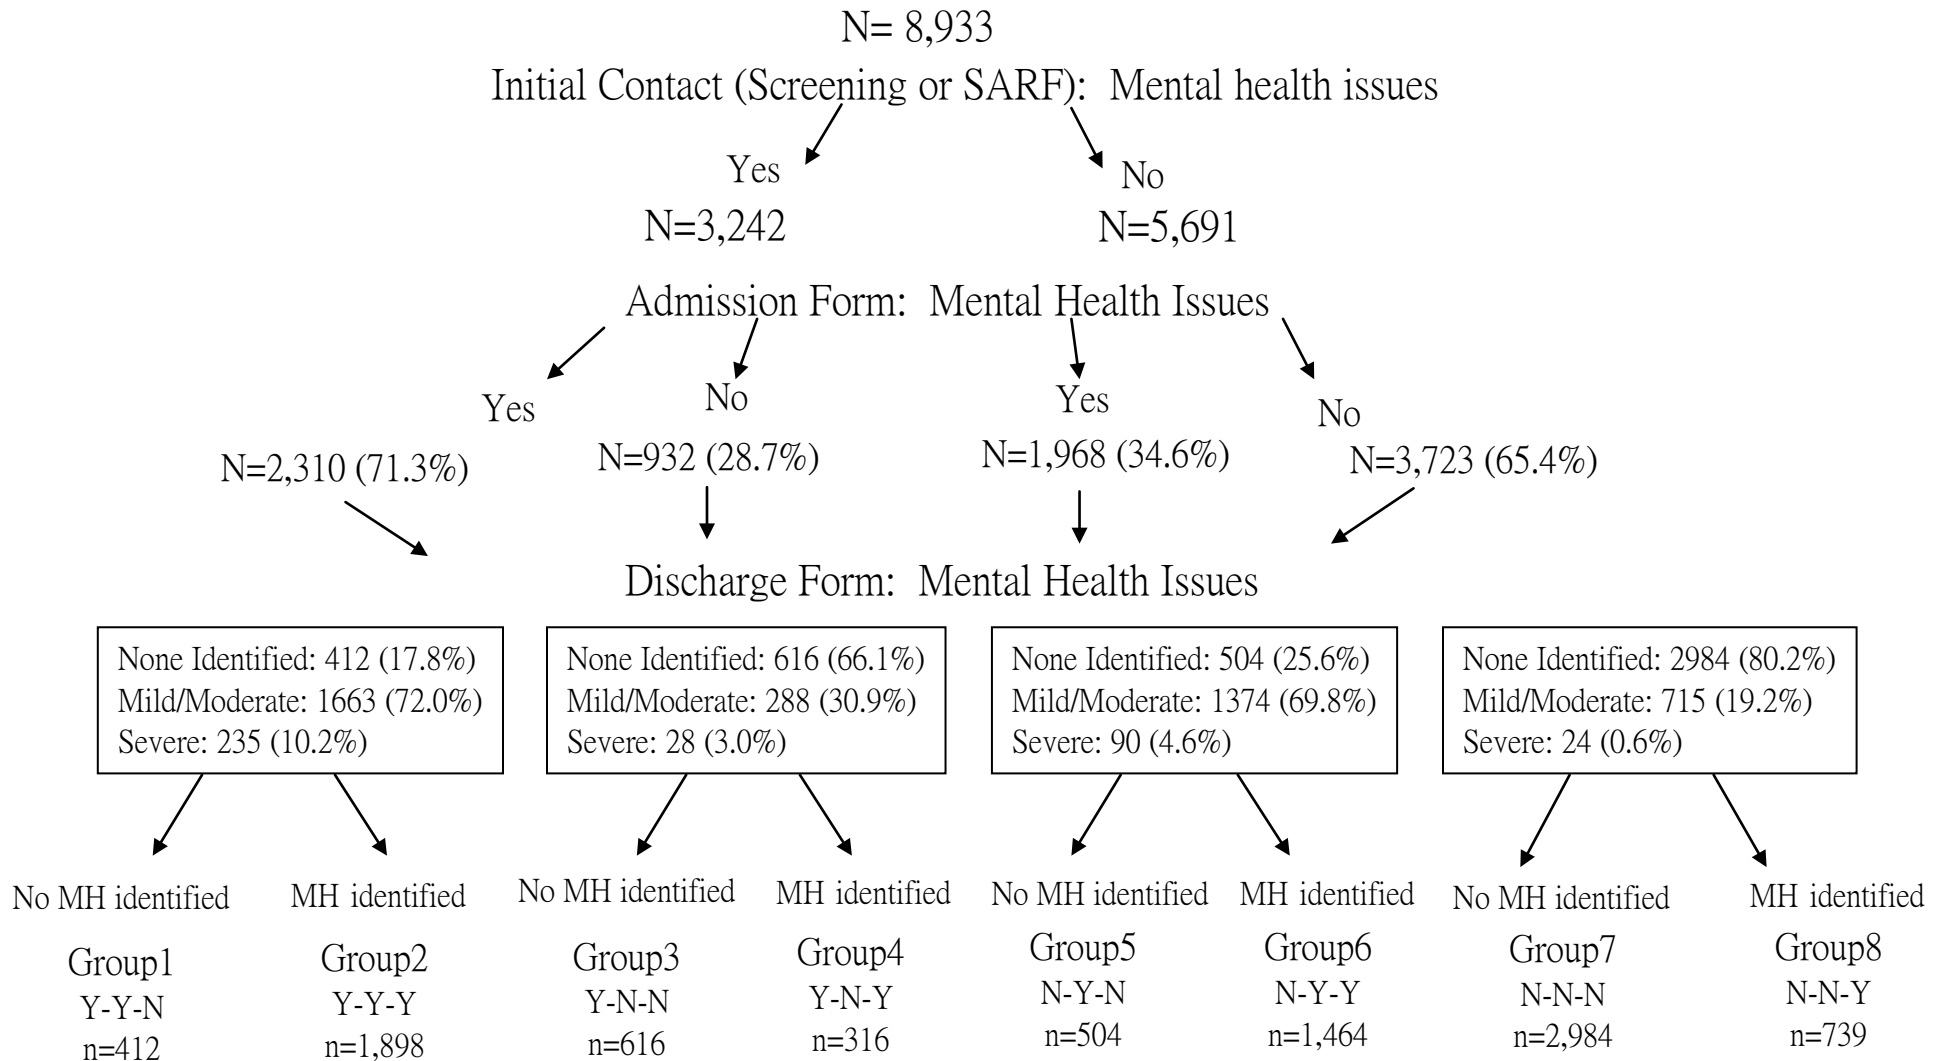 N= 8,933
Initial Contact (Screening or SARF):  Mental health issues
Yes
No
N=3,242
N=5,691
Admission Form:  Mental Health Issues
Yes
No
Yes
No
N=2,310 (71.3%)
N=932 (28.7%)
N=1,968 (34.6%)
N=3,723 (65.4%)
Discharge Form:  Mental Health Issues
None Identified: 412 (17.8%)
Mild/Moderate: 1663 (72.0%)
Severe: 235 (10.2%)
None Identified: 616 (66.1%)
Mild/Moderate: 288 (30.9%)
Severe: 28 (3.0%)
None Identified: 504 (25.6%)
Mild/Moderate: 1374 (69.8%)
Severe: 90 (4.6%)
None Identified: 2984 (80.2%)
Mild/Moderate: 715 (19.2%)
Severe: 24 (0.6%)
No MH identified
Group1
Y-Y-N
n=412
MH identified
Group2
Y-Y-Y
n=1,898
No MH identified
Group3
Y-N-N
n=616
MH identified
Group4
Y-N-Y
n=316
No MH identified
Group5
N-Y-N
n=504
MH identified
Group6
N-Y-Y
n=1,464
No MH identified
Group7
N-N-N
n=2,984
MH identified
Group8
N-N-Y
n=739